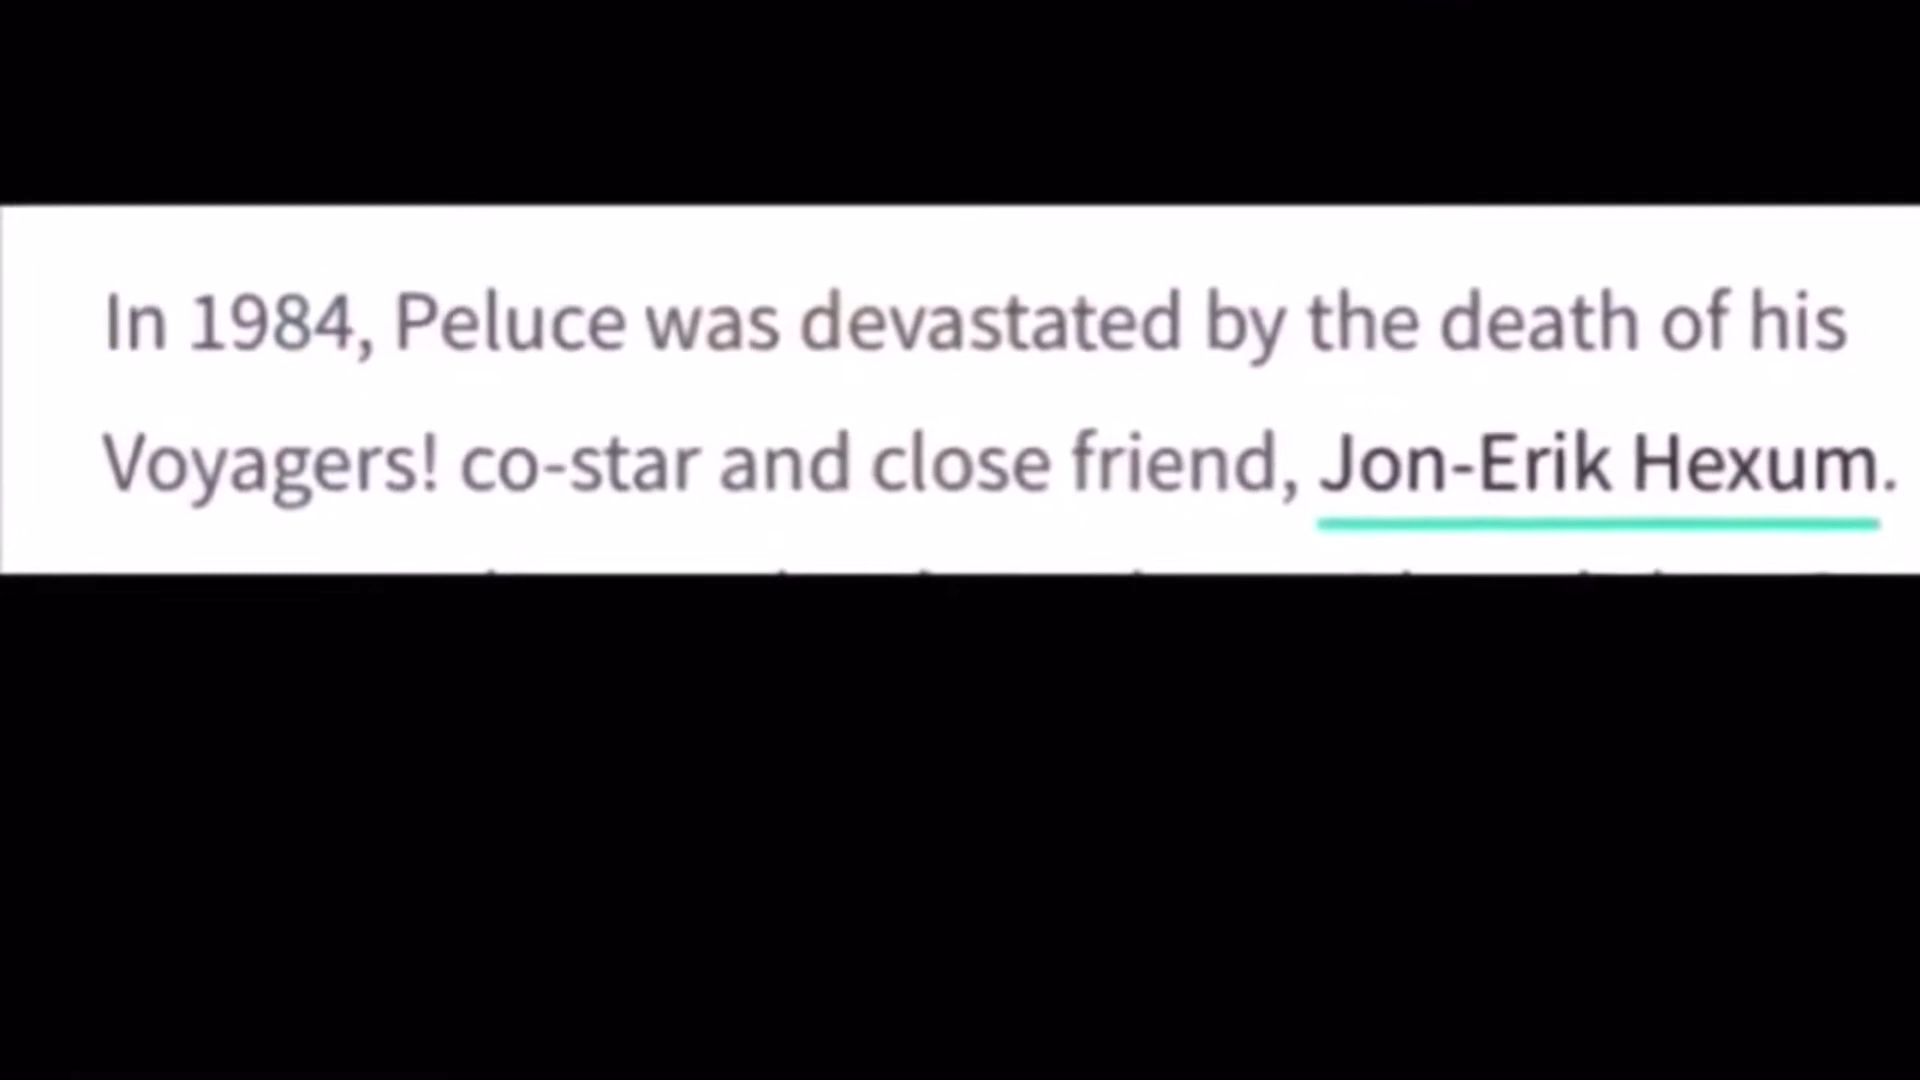 In 1984, Peluce was devastated by the death of his
Voyagers! co-star and close friend, Jon-Erik Hexum.